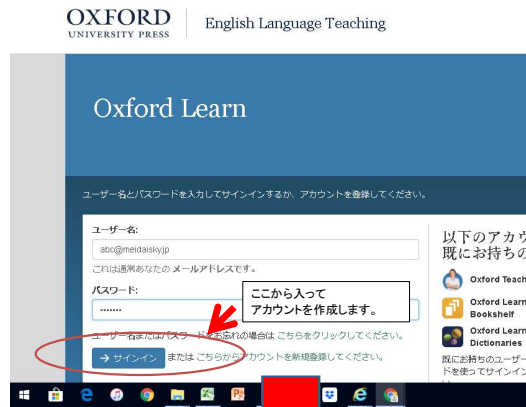 OXFORD
UNIVERSITY PRESS
English Language Teaching
Oxford Learn
ユーザー名とパスワードを入力してサインインするか、アカウントを登録してください。
ユーザー名:
abc@meidaisky.jp
これは通常あなたの メールアドレスです。
パスワード:
•••••••
ここから入って
アカウントを作成します。
ユーザー名またはパスワードをお忘れの場合は こちらをクリックしてください。
→ サインイン または こちらからアカウントを新規登録してください。
以下のアカウ
既にお持ちの
Oxford Teach
Oxford Learn
Bookshelf
Oxford Learn
Dictionaries
既にお持ちのユーザー
ドを使ってサインイン